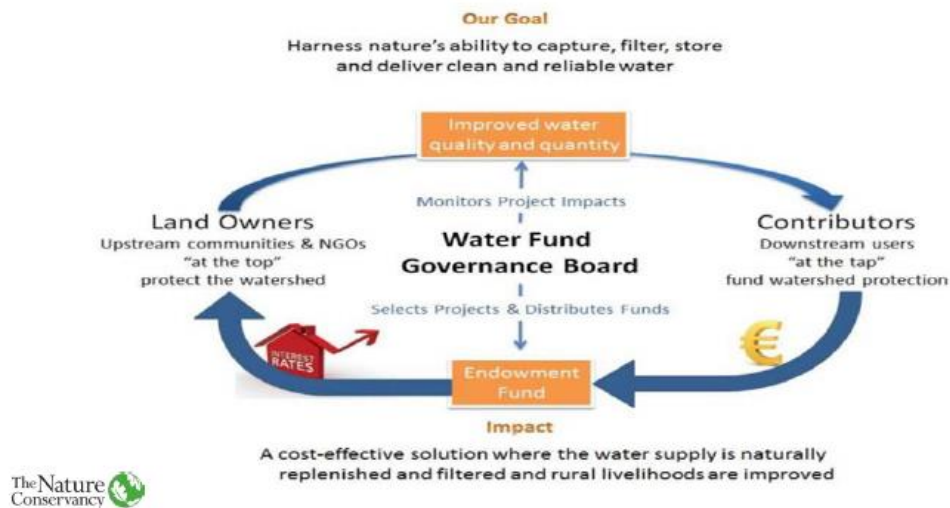 Our Goal
Harness nature's ability to capture, filter, store
and deliver clean and reliable water
Improved water
quality and quantity
Monitors Project Impacts
Land Owners
Upstream communities & NGOs
"at the top"
protect the watershed
Water Fund
Governance Board
Contributors
Downstream users
"at the tap"
fund watershed protection
Selects Projects & Distributes Funds
INTEREST
RATES
€
Endowment
Fund
Impact
A cost-effective solution where the water supply is naturally
replenished and filtered and rural livelihoods are improved
The Nature
Conservancy